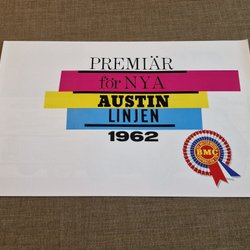 PREMIÄR
för NYA
AUSTIN
LINJEN
1962
BMC